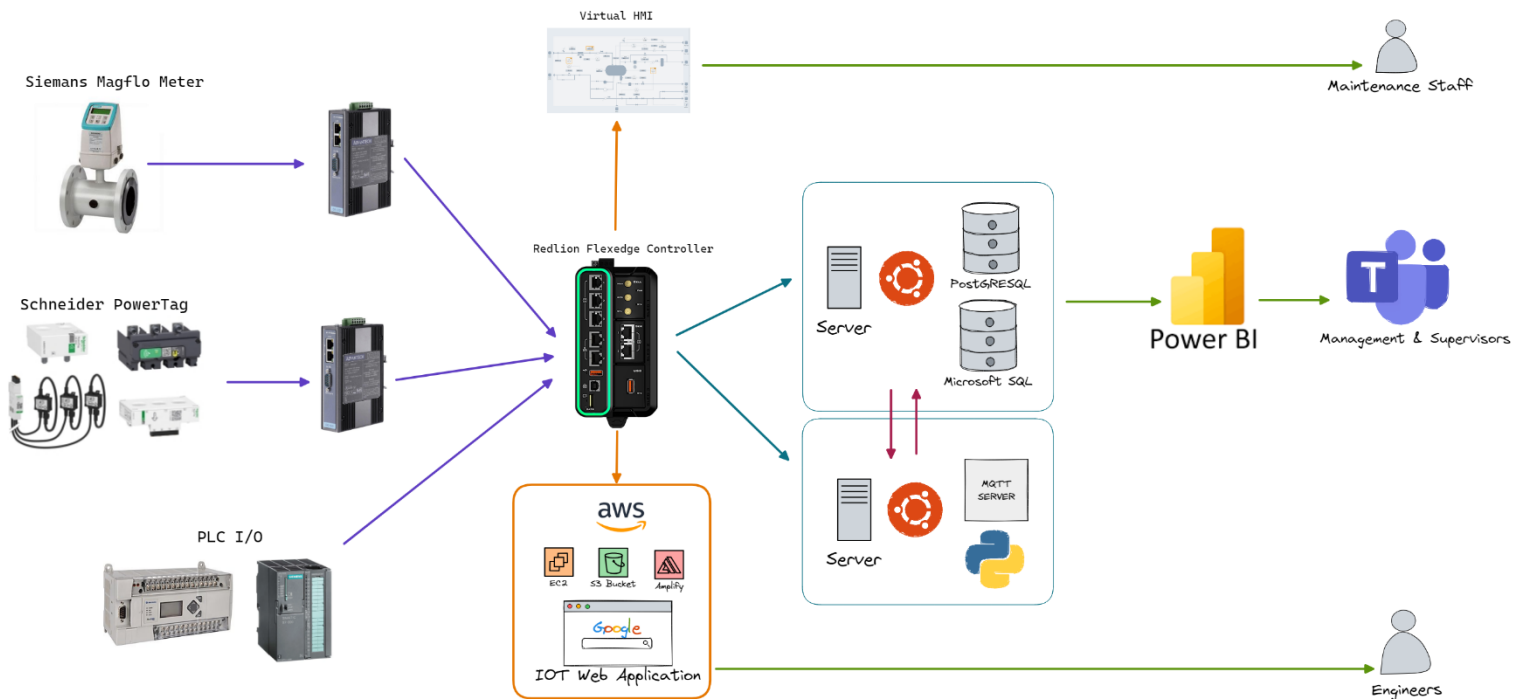 Virtual HMI
Maintenance Staff
Siemans Magflo Meter
Redlion Flexedge Controller
Schneider PowerTag
PLC I/O
Server
PostGRESQL
Microsoft SQL
Power BI
T
Management & Supervisors
Server
MQTT
SERVER
aws
EC2
S3 Bucket
Amplify
Google
IOT Web Application
Engineers